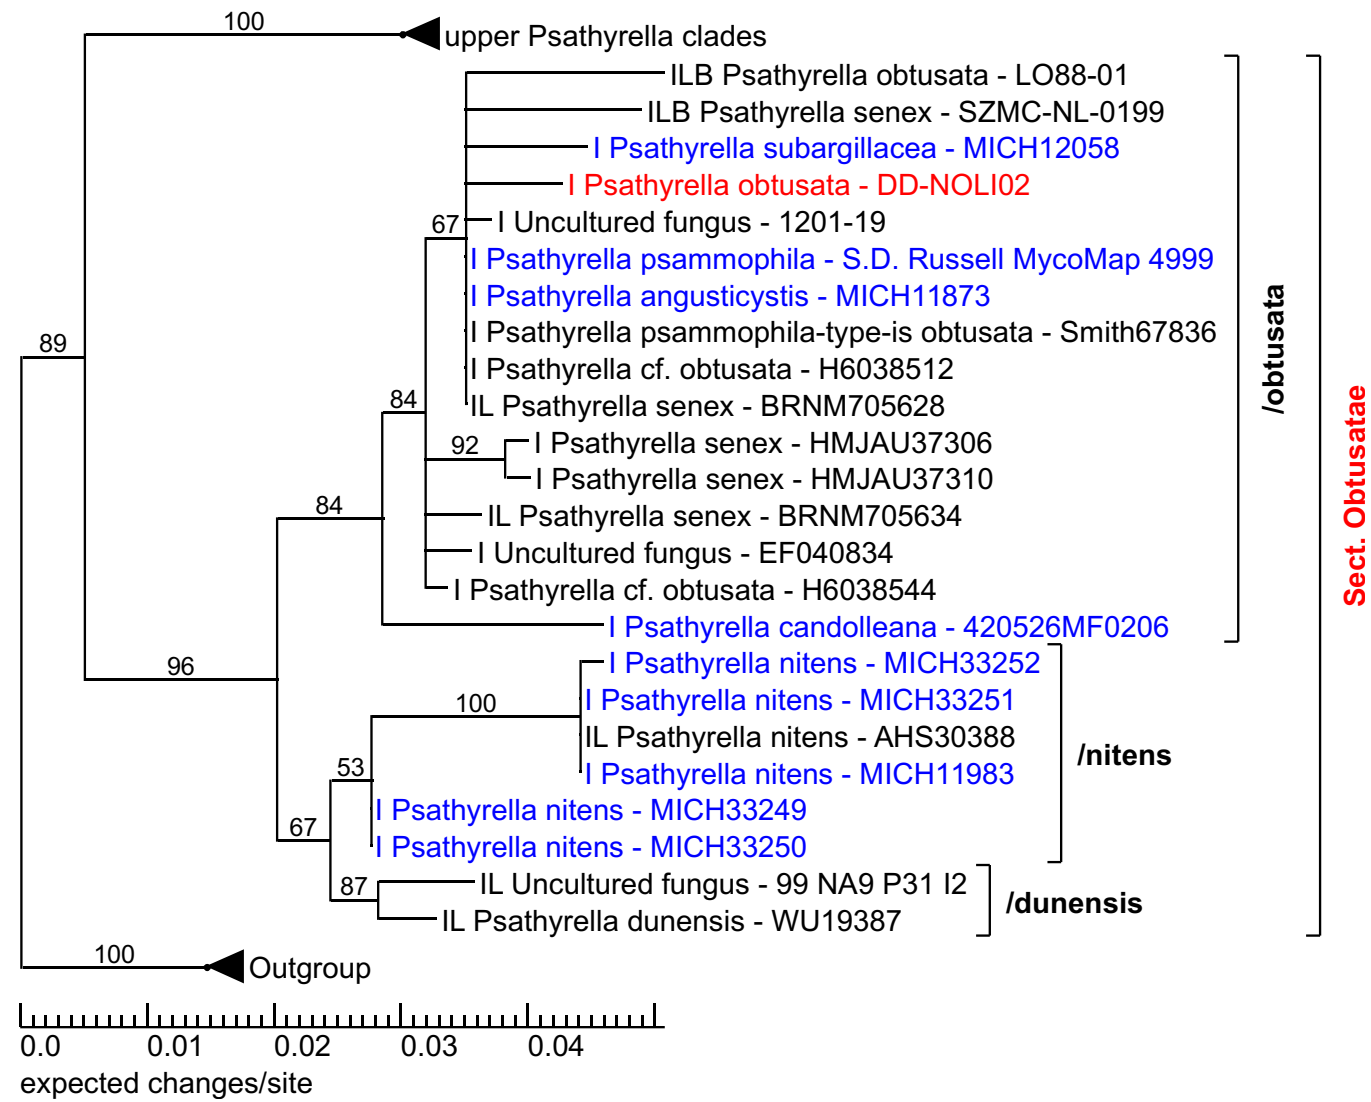 100
upper Psathyrella clades
ILB Psathyrella obtusata - LO88-01
ILB Psathyrella senex - SZMC-NL-0199
I Psathyrella subargillacea - MICH12058
I Psathyrella obtusata - DD-NOLI02
67
I Uncultured fungus - 1201-19
I Psathyrella psammophila - S.D. Russell MycoMap 4999
I Psathyrella angusticystis - MICH11873
I Psathyrella psammophila-type-is obtusata - Smith67836
89
I Psathyrella cf. obtusata - H6038512
84
IL Psathyrella senex - BRNM705628
/obtusata
92
I Psathyrella senex - HMJAU37306
I Psathyrella senex - HMJAU37310
Sect. Obtusatae
84
IL Psathyrella senex - BRNM705634
I Uncultured fungus - EF040834
I Psathyrella cf. obtusata - H6038544
I Psathyrella candolleana - 420526MF0206
96
I Psathyrella nitens - MICH33252
100
I Psathyrella nitens - MICH33251
IL Psathyrella nitens - AHS30388
/nitens
53
I Psathyrella nitens - MICH11983
I Psathyrella nitens - MICH33249
67
I Psathyrella nitens - MICH33250
87
IL Uncultured fungus - 99 NA9 P31 I2
/dunensis
IL Psathyrella dunensis - WU19387
100
Outgroup
0.0 0.01 0.02 0.03 0.04
expected changes/site